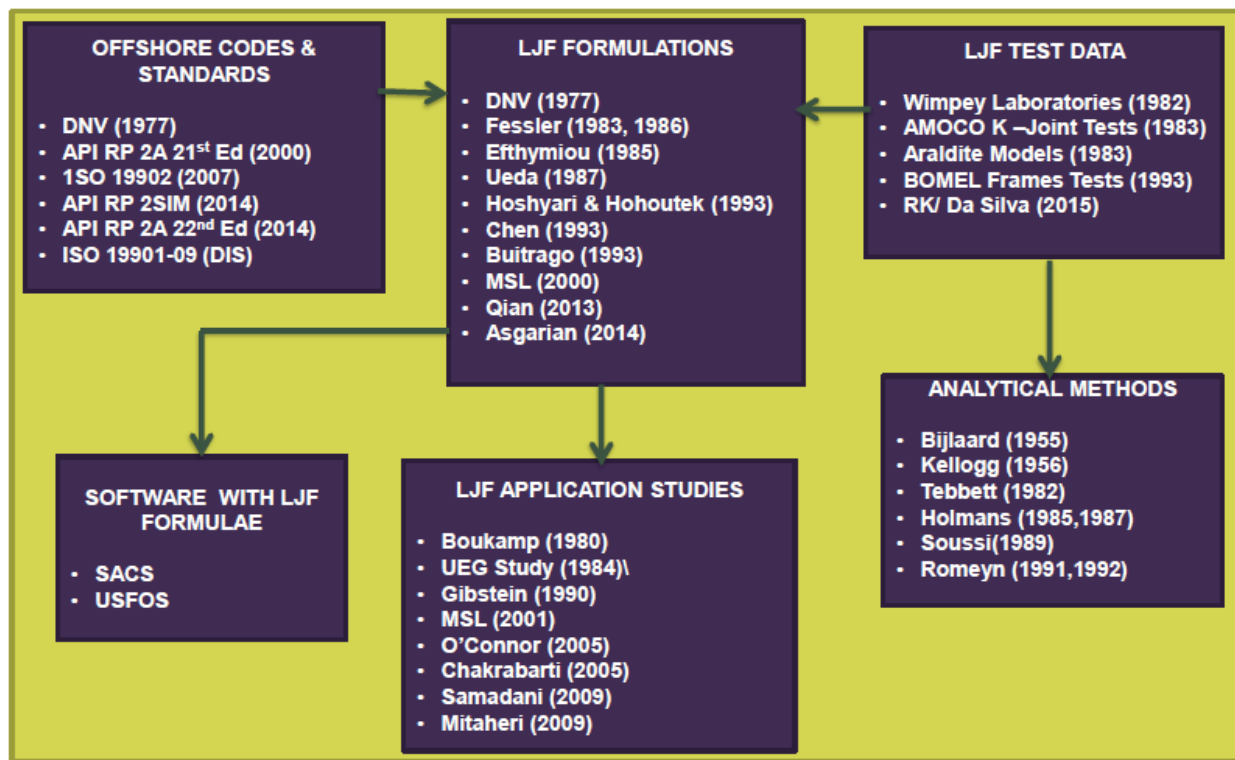 OFFSHORE CODES &
STANDARDS
• DNV (1977)
• API RP 2A 21st Ed (2000)
• 1SO 19902 (2007)
• API RP 2SIM (2014)
• API RP 2A 22nd Ed (2014)
• ISO 19901-09 (DIS)
LJF FORMULATIONS
• DNV (1977)
• Fessler (1983, 1986)
• Efthymiou (1985)
• Ueda (1987)
• Hoshyari & Hohoutek (1993)
• Chen (1993)
• Buitrago (1993)
• MSL (2000)
• Qian (2013)
• Asgarian (2014)
LJF TEST DATA
• Wimpey Laboratories (1982)
• AMOCO K –Joint Tests (1983)
• Araldite Models (1983)
• BOMEL Frames Tests (1993)
• RK/ Da Silva (2015)
SOFTWARE WITH LJF
FORMULAE
• SACS
• USFOS
LJF APPLICATION STUDIES
• Boukamp (1980)
• UEG Study (1984)\
• Gibstein (1990)
• MSL (2001)
• O’Connor (2005)
• Chakrabarti (2005)
• Samadani (2009)
• Mitaheri (2009)
ANALYTICAL METHODS
• Bijlaard (1955)
• Kellogg (1956)
• Tebbett (1982)
• Holmans (1985,1987)
• Soussi(1989)
• Romeyn (1991,1992)